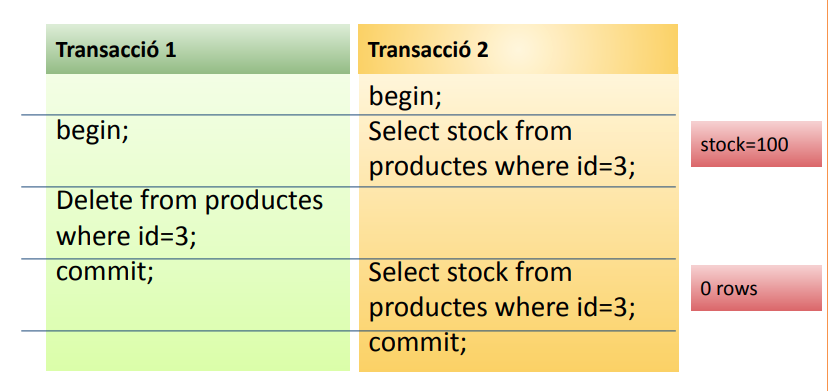 Transacció 1
Transacció 2
begin;
begin;
Select stock from
productes where id=3;
stock=100
Delete from productes
where id=3;
commit;
Select stock from
productes where id=3;
0 rows
commit;